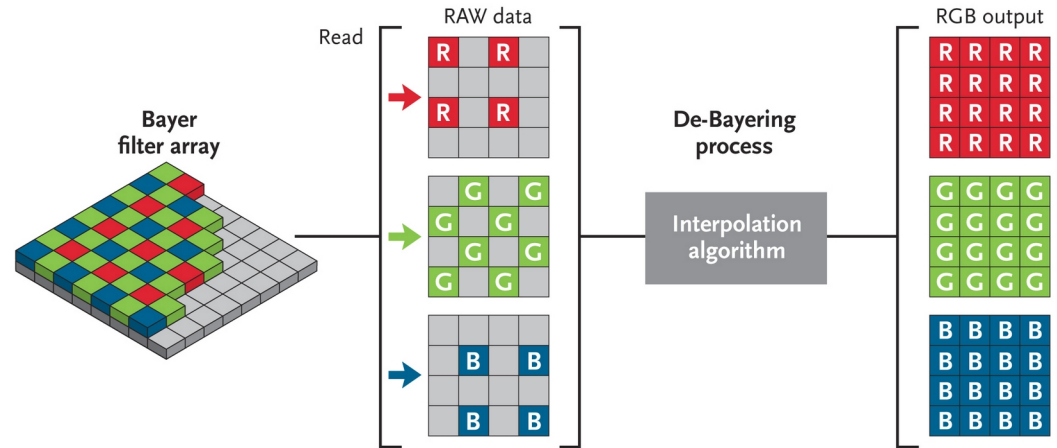 Bayer
filter array
Read
RAW data
R R
R R
G G
G G
G G
G G
B B
B B
De-Bayering
process
Interpolation
algorithm
RGB output
R R R R
R R R R
R R R R
R R R R
G G G G
G G G G
G G G G
G G G G
B B B B
B B B B
B B B B
B B B B